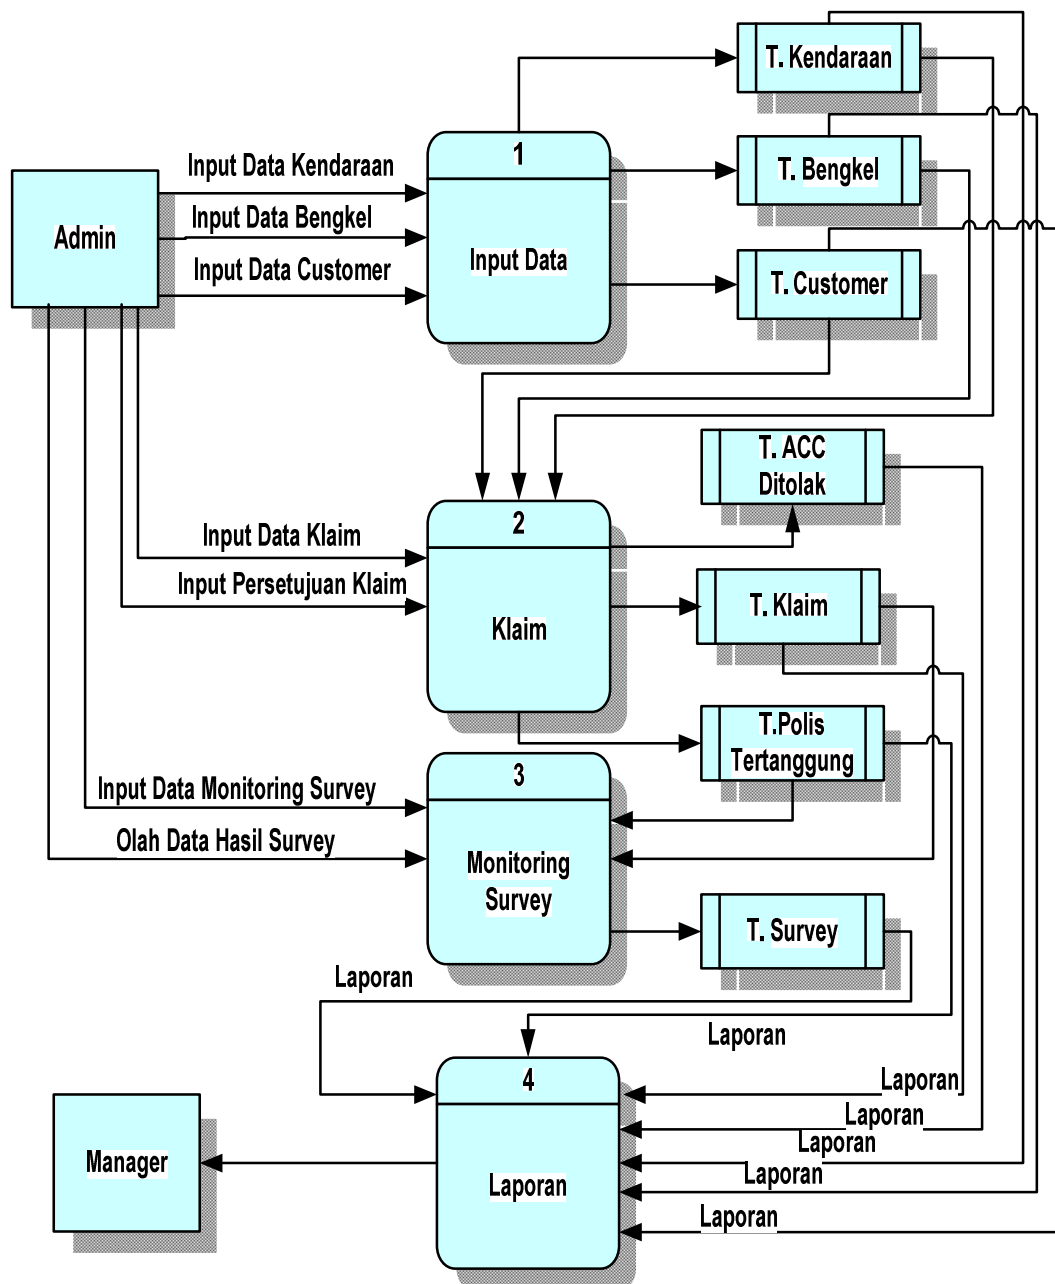 T. Kendaraan
1
Input Data Kendaraan
T. Bengkel
Input Data Bengkel
Admin
Input Data
Input Data Customer
T. Customer
T. ACC
Ditolak
2
Input Data Klaim
Input Persetujuan Klaim
T. Klaim
Klaim
T.Polis
Tertanggung
3
Input Data Monitoring Survey
Olah Data Hasil Survey
Monitoring
Survey
T. Survey
Laporan
Laporan
4
Laporan
Laporan
Laporan
Manager
Laporan
Laporan
Laporan